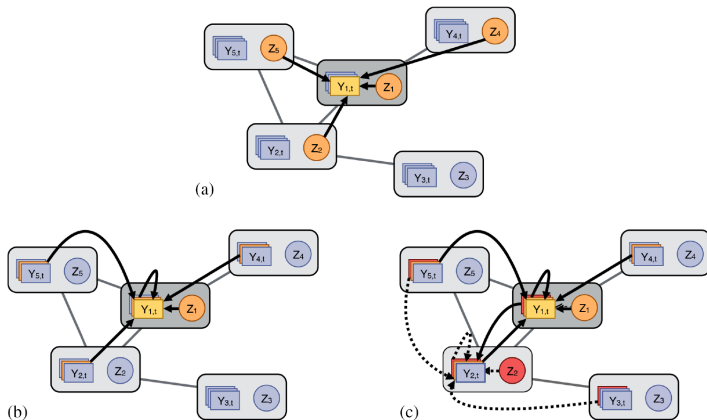 Y5,t Z5 Y4,t Z4
Y1,t Z1
Y2,t Z2
Y3,t Z3
(a)
Y5,t Z5 Y4,t Z4
Y1,t Z1
Y2,t Z2
Y3,t Z3
(b)
Y5,t Z5 Y4,t Z4
Y1,t Z1
Y2,t Z2
Y3,t Z3
(c)